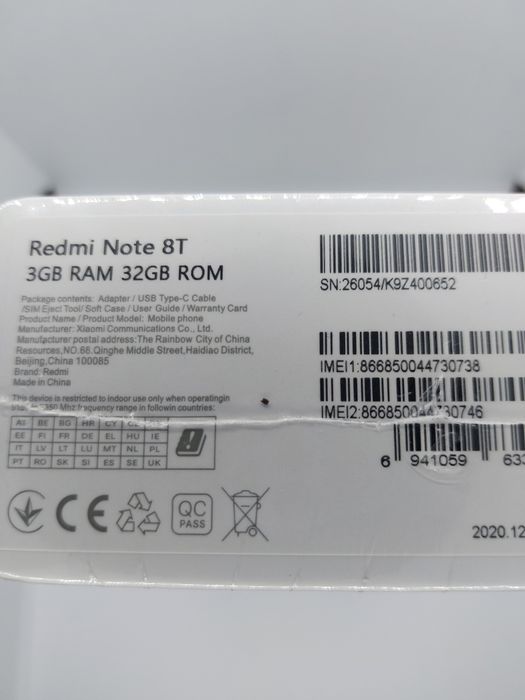 Redmi Note 8T
3GB RAM 32GB ROM
Package contents: Adapter / USB Type-C Cable
/SIM Eject Tool/ Soft Case / User Guide / Warranty Card
Product Name / Product Model: Mobile phone
Manufacturer: Xiaomi Communications Co., Ltd.
Manufacturer postal address:The Rainbow City of China
Resources,NO.68.Qinghe Middle Street,Haidiao District,
Beijing,China 100085
Brand: Redmi
Made in China
This device is restricted to indoor use only when operatingin
Mhz frequency range in followin countries:
BE BG HR CY
EE FI FR DE EL HU IE
IT LV LT LU MT NL PL
PT RO SK SI ES SE UK
CE
QC
PASS
SN:26054/K9Z400652
IMEI1:866850044730738
IMEI2:866850044730746
6 941059 633
2020.12